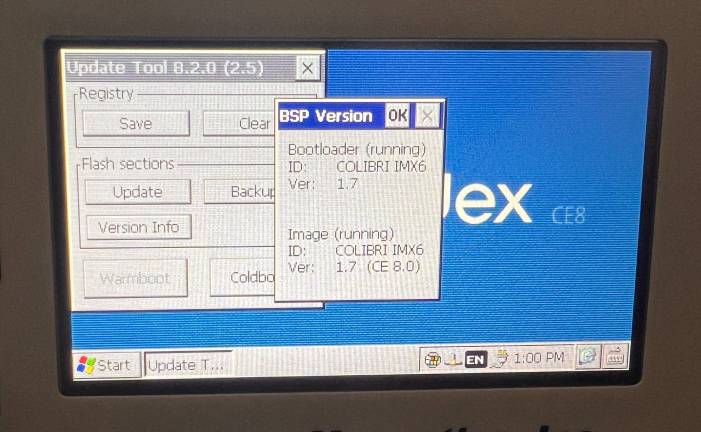 Update Tool 8.2.0 (2.5)
Registry
Save
Clear
Flash sections
Update
Backup
Version Info
Warmboot
Coldbo
BSP Version OK
Bootloader (running)
ID: COLIBRI IMX6
Ver: 1.7
Image (running)
ID: COLIBRI IMX6
Ver: 1.7 (CE 8.0)
ex CE8
Start
Update T...
EN
1:00 PM